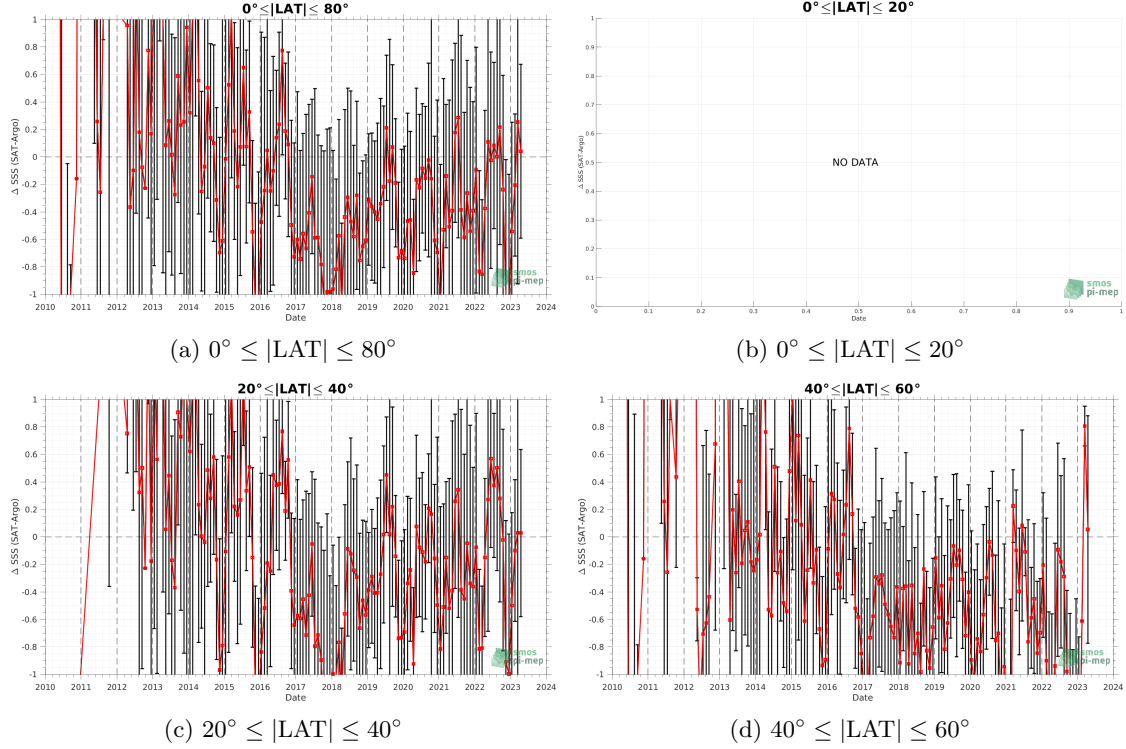 0°≤|LAT|≤ 80°
1
0.8
0.6
0.4
0.2
0
-0.2
-0.4
-0.6
-0.8
-1
Δ SSS (SAT-Argo)
2010 2011 2012 2013 2014 2015 2016 2017 2018 2019 2020 2021 2022 2023 2024
Date
smos
pi-mep
(a) 0° ≤ |LAT| ≤ 80°
0°≤|LAT|≤ 20°
1
0.9
0.8
0.7
0.6
0.5
0.4
0.3
0.2
0.1
0
Δ SSS (SAT-Argo)
NO DATA
0 0.1 0.2 0.3 0.4 0.5 0.6 0.7 0.8 0.9 1
Date
smos
pi-mep
(b) 0° ≤ |LAT| ≤ 20°
20°≤|LAT|≤ 40°
1
0.8
0.6
0.4
0.2
0
-0.2
-0.4
-0.6
-0.8
-1
Δ SSS (SAT-Argo)
2010 2011 2012 2013 2014 2015 2016 2017 2018 2019 2020 2021 2022 2023 2024
Date
smos
pi-mep
(c) 20° ≤ |LAT| ≤ 40°
40°≤|LAT|≤ 60°
1
0.8
0.6
0.4
0.2
0
-0.2
-0.4
-0.6
-0.8
-1
Δ SSS (SAT-Argo)
2010 2011 2012 2013 2014 2015 2016 2017 2018 2019 2020 2021 2022 2023 2024
Date
smos
pi-mep
(d) 40° ≤ |LAT| ≤ 60°